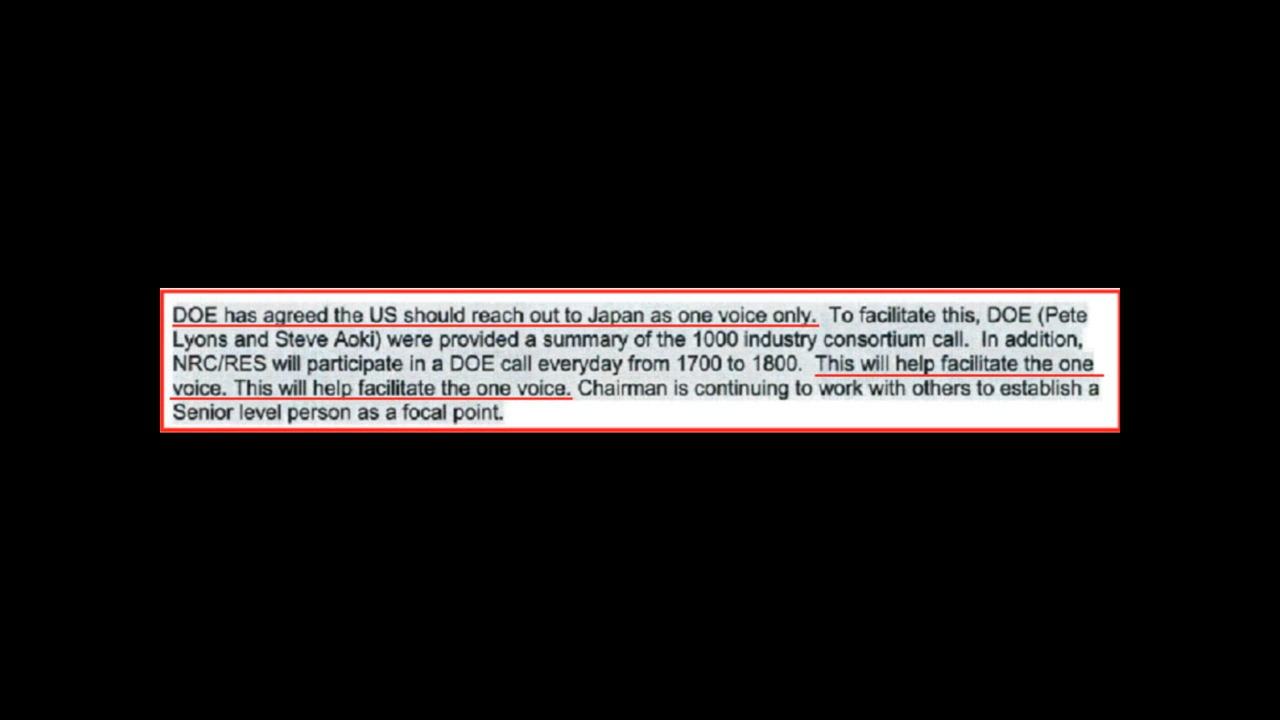 DOE has agreed the US should reach out to Japan as one voice only. To facilitate this, DOE (Pete
Lyons and Steve Aoki) were provided a summary of the 1000 industry consortium call. In addition,
NRC/RES will participate in a DOE call everyday from 1700 to 1800. This will help facilitate the one
voice. This will help facilitate the one voice. Chairman is continuing to work with others to establish a
Senior level person as a focal point.